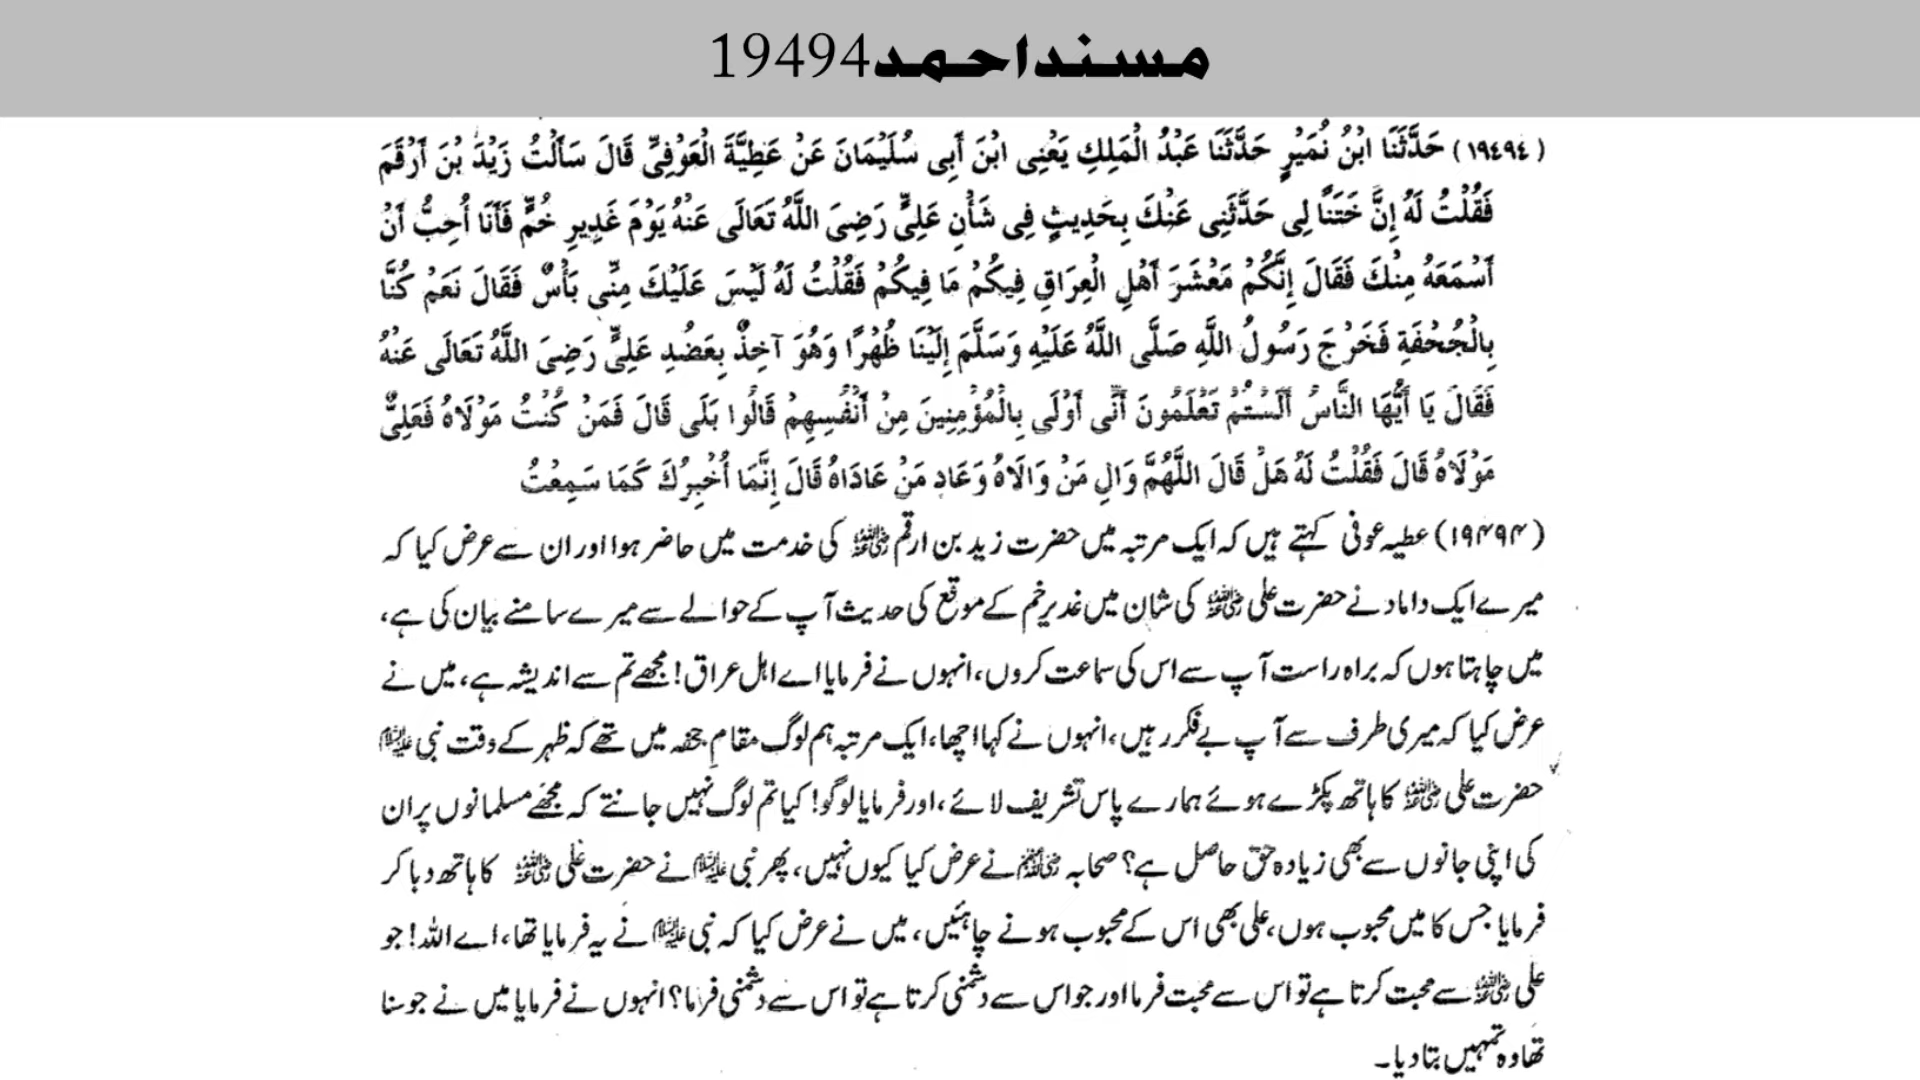 مسنداحمد19494
(١٩٤٩٤) حَدَّثَنَا ابْنُ نُمَيْرٍ حَدَّثَنَا عَبْدُ الْمَلِكِ يَعْنِى ابْنَ أَبِى سُلَيْمَانَ عَنْ عَطِيَّةَ الْعَوْفِىِّ قَالَ سَأَلْتُ زَيْدَ بْنَ أَرْقَمَ
فَقُلْتُ لَهُ إِنَّ خَتَنًا لِى حَدَّثَنِى عَنْكَ بِحَدِيثٍ فِى شَأْنِ عَلِىٍّ رَضِىَ اللَّهُ تَعَالَى عَنْهُ يَوْمَ غَدِيرِ خُمٍّ فَأَنَا أُحِبُّ أَنْ
أَسْمَعَهُ مِنْكَ فَقَالَ إِنَّكُمْ مَعْشَرَ أَهْلِ الْعِرَاقِ فِيكُمْ مَا فِيكُمْ فَقُلْتُ لَهُ لَيْسَ عَلَيْكَ مِنِّى بَأْسٌ فَقَالَ نَعَمْ كُنَّا
بِالْجُحْفَةِ فَخَرَجَ رَسُولُ اللَّهِ صَلَّى اللَّهُ عَلَيْهِ وَسَلَّمَ إِلَيْنَا ظُهْرًا وَهُوَ آخِذٌ بِعَضُدِ عَلِىٍّ رَضِىَ اللَّهُ تَعَالَى عَنْهُ
فَقَالَ يَا أَيُّهَا النَّاسُ أَلَسْتُمْ تَعْلَمُونَ أَنِّى أَوْلَى بِالْمُؤْمِنِينَ مِنْ أَنْفُسِهِمْ قَالُوا بَلَى قَالَ فَمَنْ كُنْتُ مَوْلَاهُ فَعَلِىٌّ
مَوْلَاهُ قَالَ فَقُلْتُ لَهُ هَلْ قَالَ اللَّهُمَّ وَالِ مَنْ وَالَاهُ وَعَادِ مَنْ عَادَاهُ قَالَ إِنَّمَا أُخْبِرُكَ كَمَا سَمِعْتُ
(۱۹۴۹۴) عطیہ عوفی کہتے ہیں کہ ایک مرتبہ میں حضرت زید بن ارقم رضی اللہ عنہ کی خدمت میں حاضر ہوا اور ان سے عرض کیا کہ
میرے ایک داماد نے حضرت علی رضی اللہ عنہ کی شان میں غدیر خم کے موقع کی حدیث آپ کے حوالے سے میرے سامنے بیان کی ہے،
میں چاہتا ہوں کہ براہ راست آپ سے اس کی سماعت کروں، انہوں نے فرمایا اے اہل عراق! مجھے تم سے اندیشہ ہے، میں نے
عرض کیا کہ میری طرف سے آپ بے فکر رہیں، انہوں نے کہا اچھا، ایک مرتبہ ہم لوگ مقام جحفہ میں تھے کہ ظہر کے وقت نبی علیہ السلام
حضرت علی رضی اللہ عنہ کا ہاتھ پکڑے ہوئے ہمارے پاس تشریف لائے، اور فرمایا لوگو! کیا تم لوگ نہیں جانتے کہ مجھے مسلمانوں پر ان
کی اپنی جانوں سے بھی زیادہ حق حاصل ہے؟ صحابہ رضی اللہ عنہم نے عرض کیا کیوں نہیں، پھر نبی علیہ السلام نے حضرت علی رضی اللہ عنہ کا ہاتھ دبا کر
فرمایا جس کا میں محبوب ہوں، علی بھی اس کے محبوب ہونے چاہئیں، میں نے عرض کیا کہ نبی علیہ السلام نے یہ فرمایا تھا، اے اللہ! جو
علی رضی اللہ عنہ سے محبت کرتا ہے تو اس سے محبت فرما اور جو اس سے دشمنی کرتا ہے تو اس سے دشمنی فرما؟ انہوں نے فرمایا میں نے جو سنا
تھا وہ تمہیں بتا دیا۔